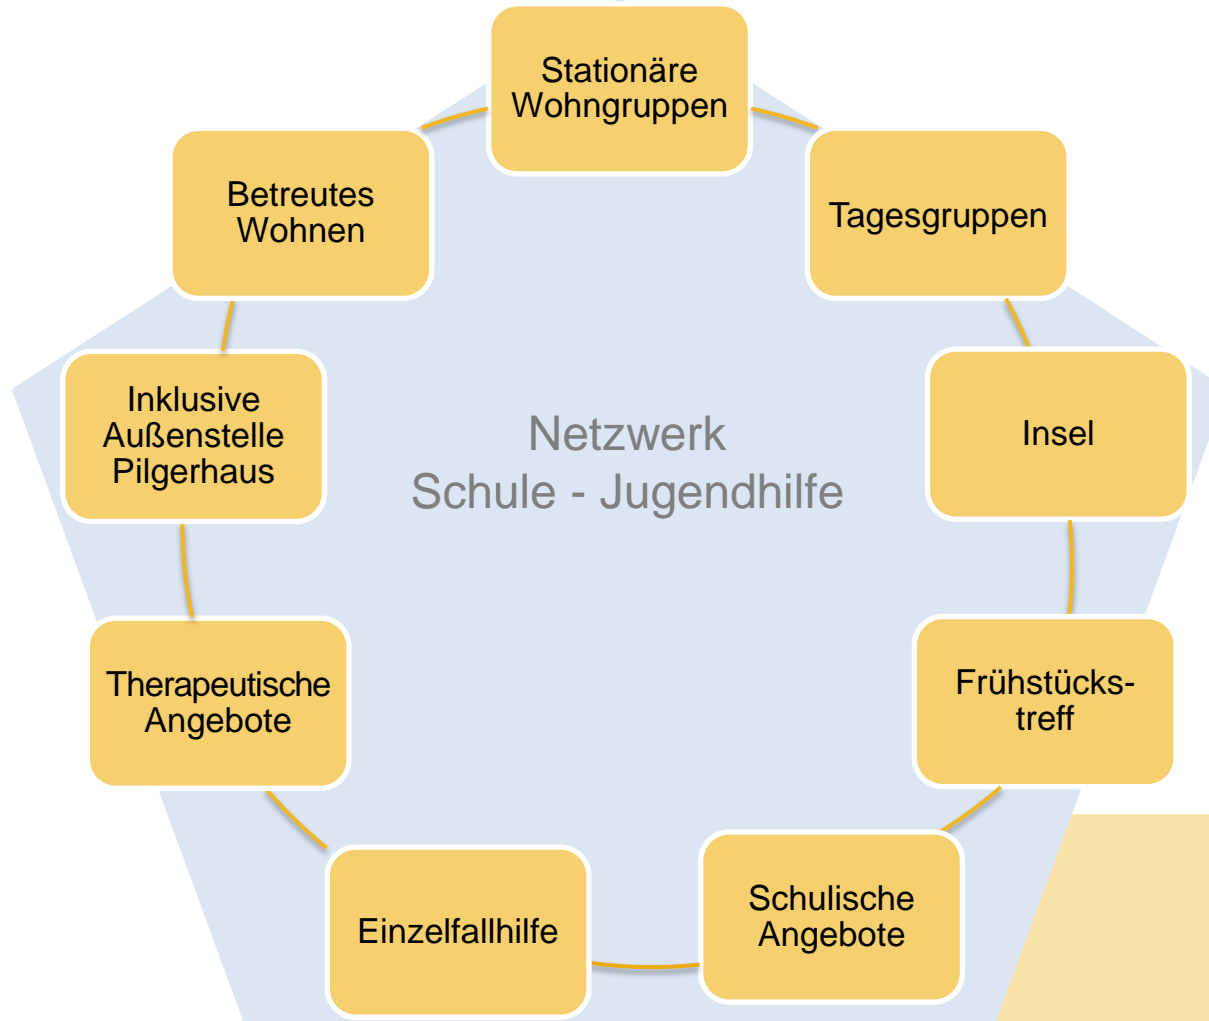 Stationäre
Wohngruppen
Betreutes
Wohnen
Tagesgruppen
Inklusive
Außenstelle
Pilgerhaus
Netzwerk
Schule - Jugendhilfe
Insel
Therapeutische
Angebote
Frühstücks-
treff
Einzelfallhilfe
Schulische
Angebote